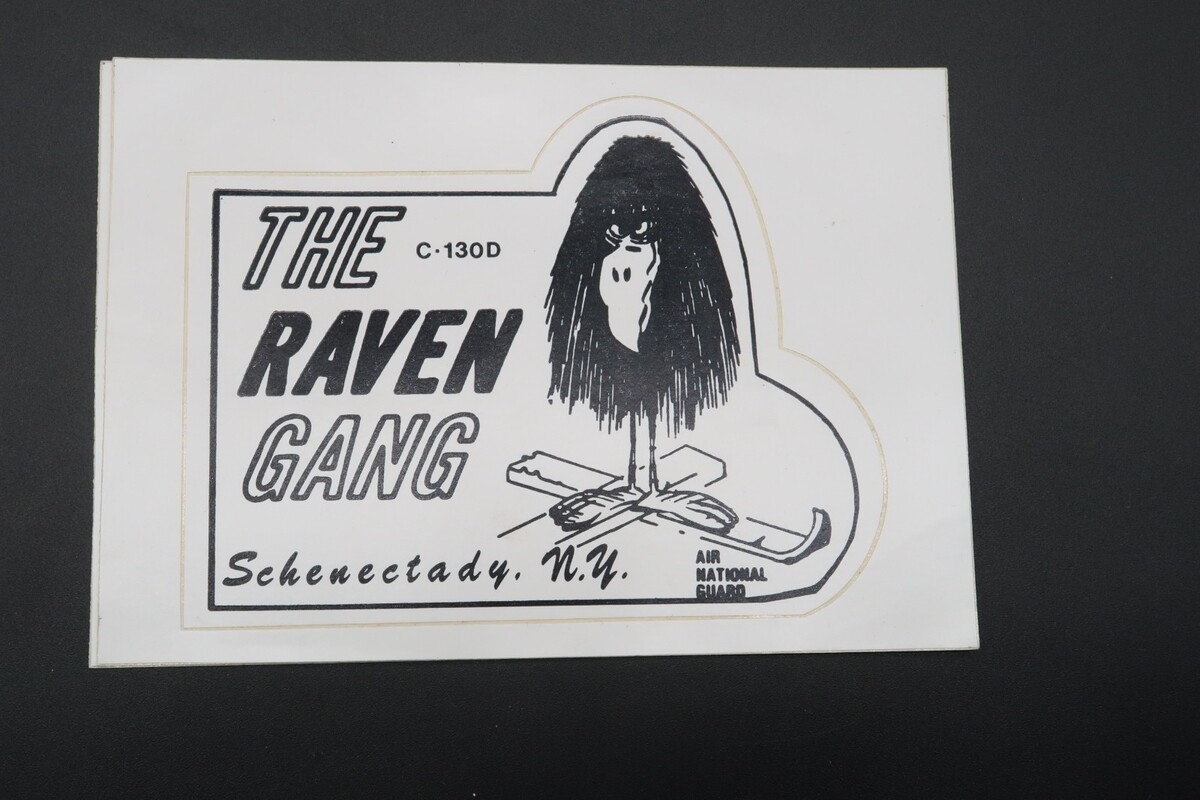 THE
C·130D
RAVEN
GANG
Schenectady, N.Y.
AIR
NATIONAL
GUARD